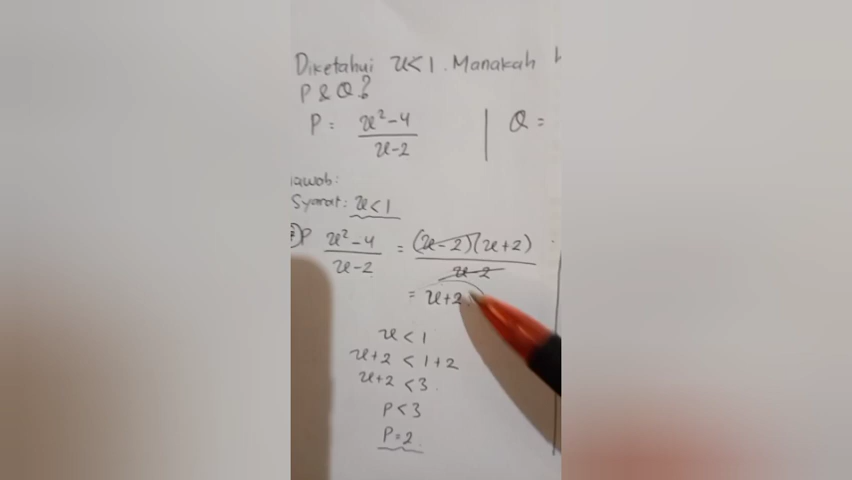 Diketahui x<1. Manakah
P & Q?
P = x²-4 / x-2 | Q =
Jawab:
Syarat: x<1
P x²-4 / x-2 = (x-2)(x+2) / x-2
= x+2
x < 1
x+2 < 1+2
x+2 < 3.
P < 3
P = 2